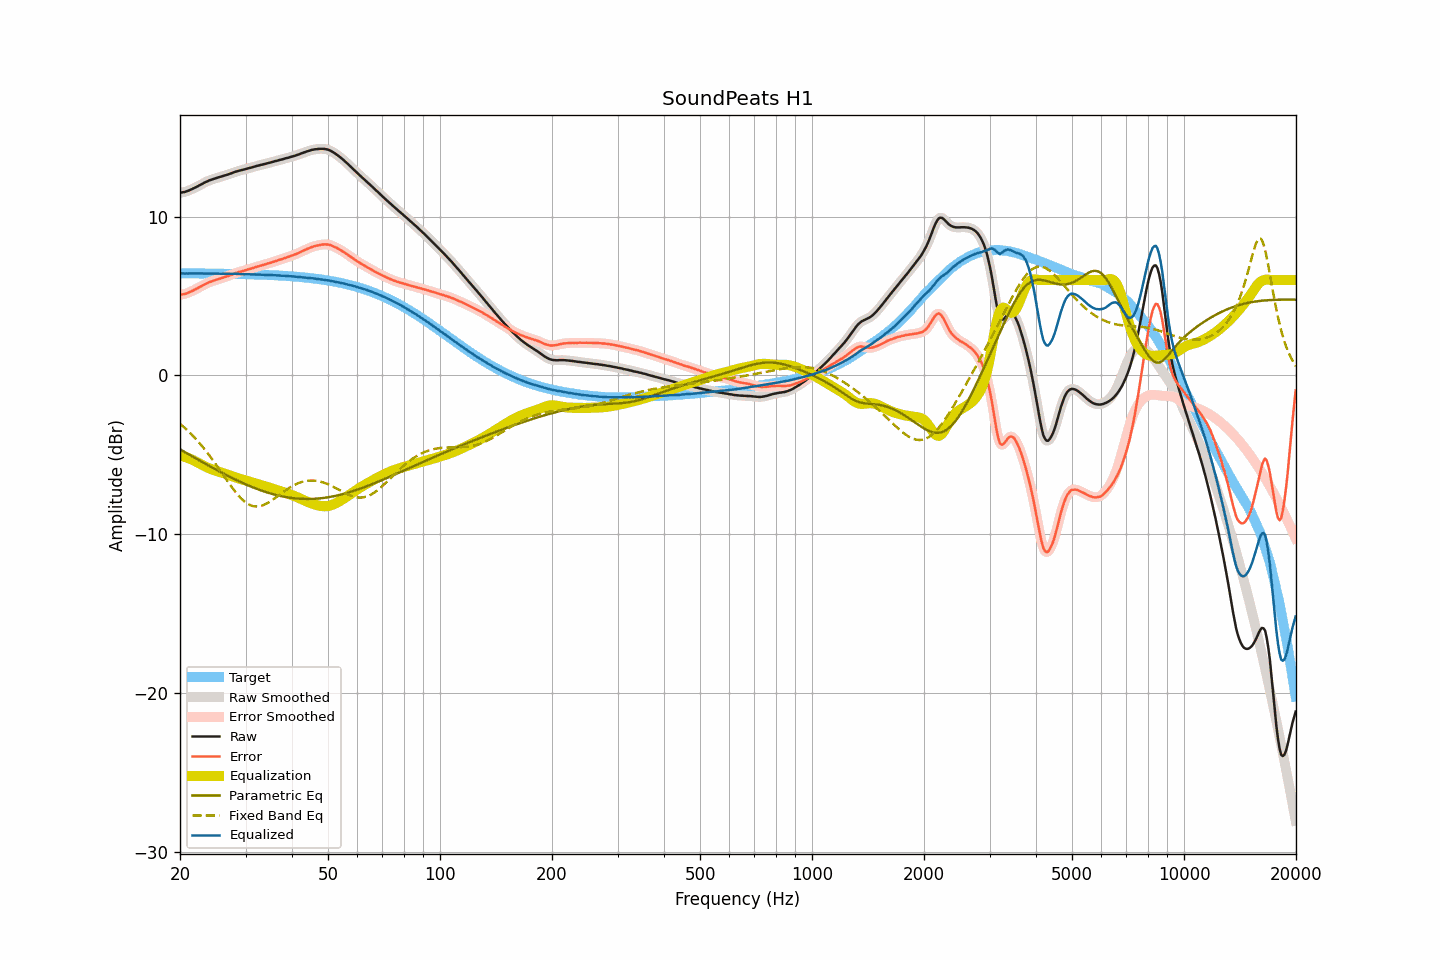 SoundPeats H1
Amplitude (dBr)
10
0
−10
−20
−30
Target
Raw Smoothed
Error Smoothed
Raw
Error
Equalization
Parametric Eq
Fixed Band Eq
Equalized
20 50 100 200 500 1000 2000 5000 10000 20000
Frequency (Hz)